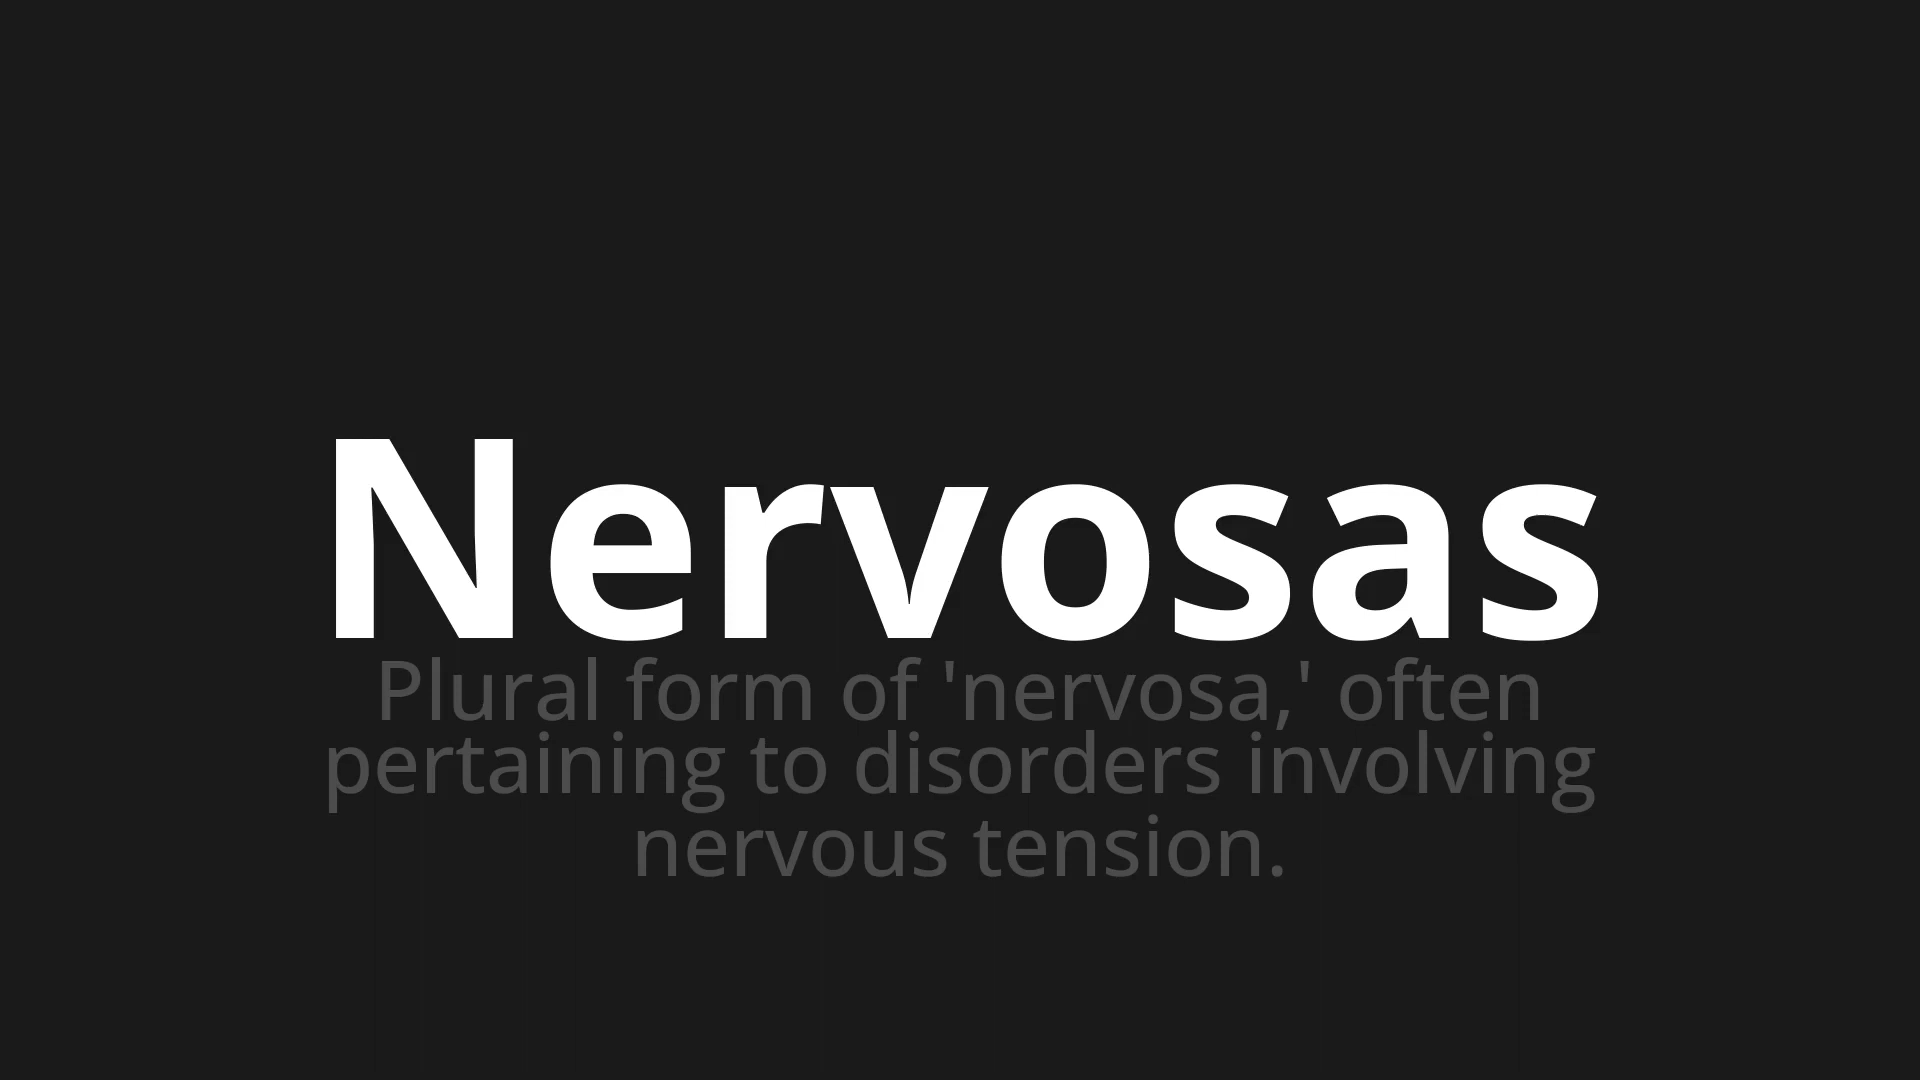 Nervosas
Plural form of 'nervosa,' often
pertaining to disorders involving
nervous tension.